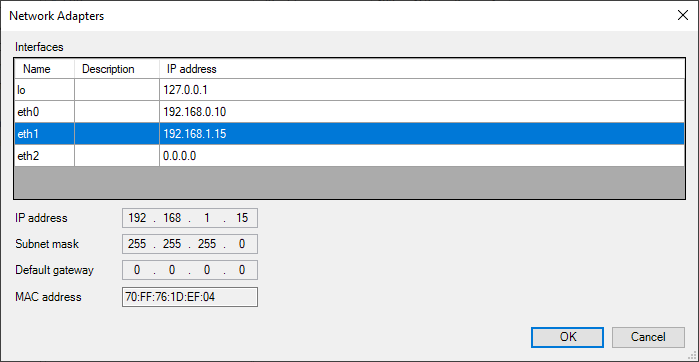 Network Adapters
Interfaces
Name Description IP address
lo 127.0.0.1
eth0 192.168.0.10
eth1 192.168.1.15
eth2 0.0.0.0
IP address 192 . 168 . 1 . 15
Subnet mask 255 . 255 . 255 . 0
Default gateway 0 . 0 . 0 . 0
MAC address 70:FF:76:1D:EF:04
OK Cancel